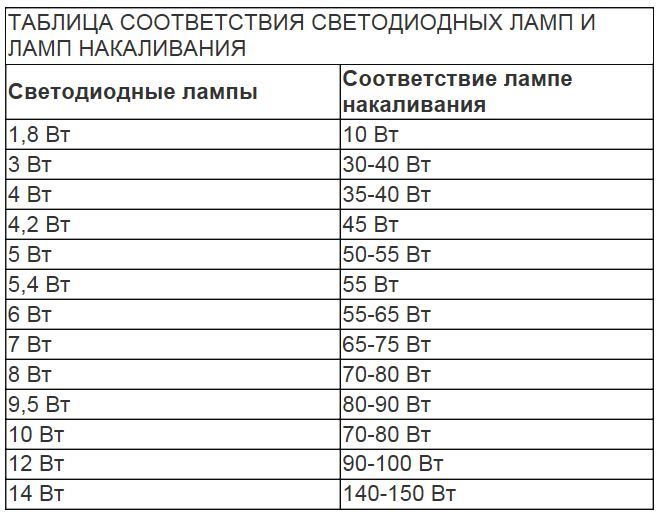 ТАБЛИЦА СООТВЕТСТВИЯ СВЕТОДИОДНЫХ ЛАМП И
ЛАМП НАКАЛИВАНИЯ
Светодиодные лампы
Соответствие лампе
накаливания
1,8 Вт
10 Вт
3 Вт
30-40 Вт
4 Вт
35-40 Вт
4,2 Вт
45 Вт
5 Вт
50-55 Вт
5,4 Вт
55 Вт
6 Вт
55-65 Вт
7 Вт
65-75 Вт
8 Вт
70-80 Вт
9,5 Вт
80-90 Вт
10 Вт
70-80 Вт
12 Вт
90-100 Вт
14 Вт
140-150 Вт